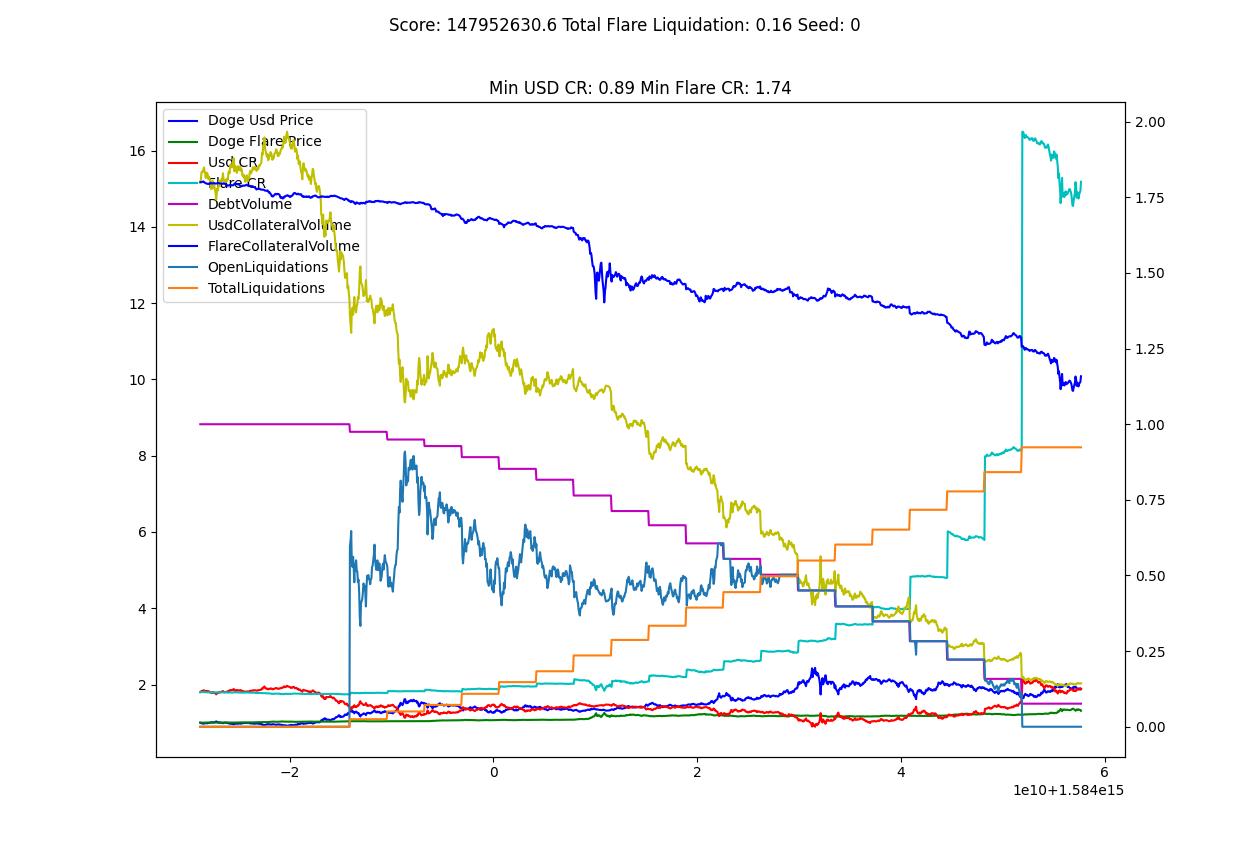 Score: 147952630.6 Total Flare Liquidation: 0.16 Seed: 0
Min USD CR: 0.89 Min Flare CR: 1.74
Doge Usd Price
Doge Flare Price
Usd CR
Flare CR
DebtVolume
UsdCollateralVolume
FlareCollateralVolume
OpenLiquidations
TotalLiquidations
16
14
12
10
8
6
4
2
2.00
1.75
1.50
1.25
1.00
0.75
0.50
0.25
0.00
−2
0
2
4
6
1e10+1.584e15